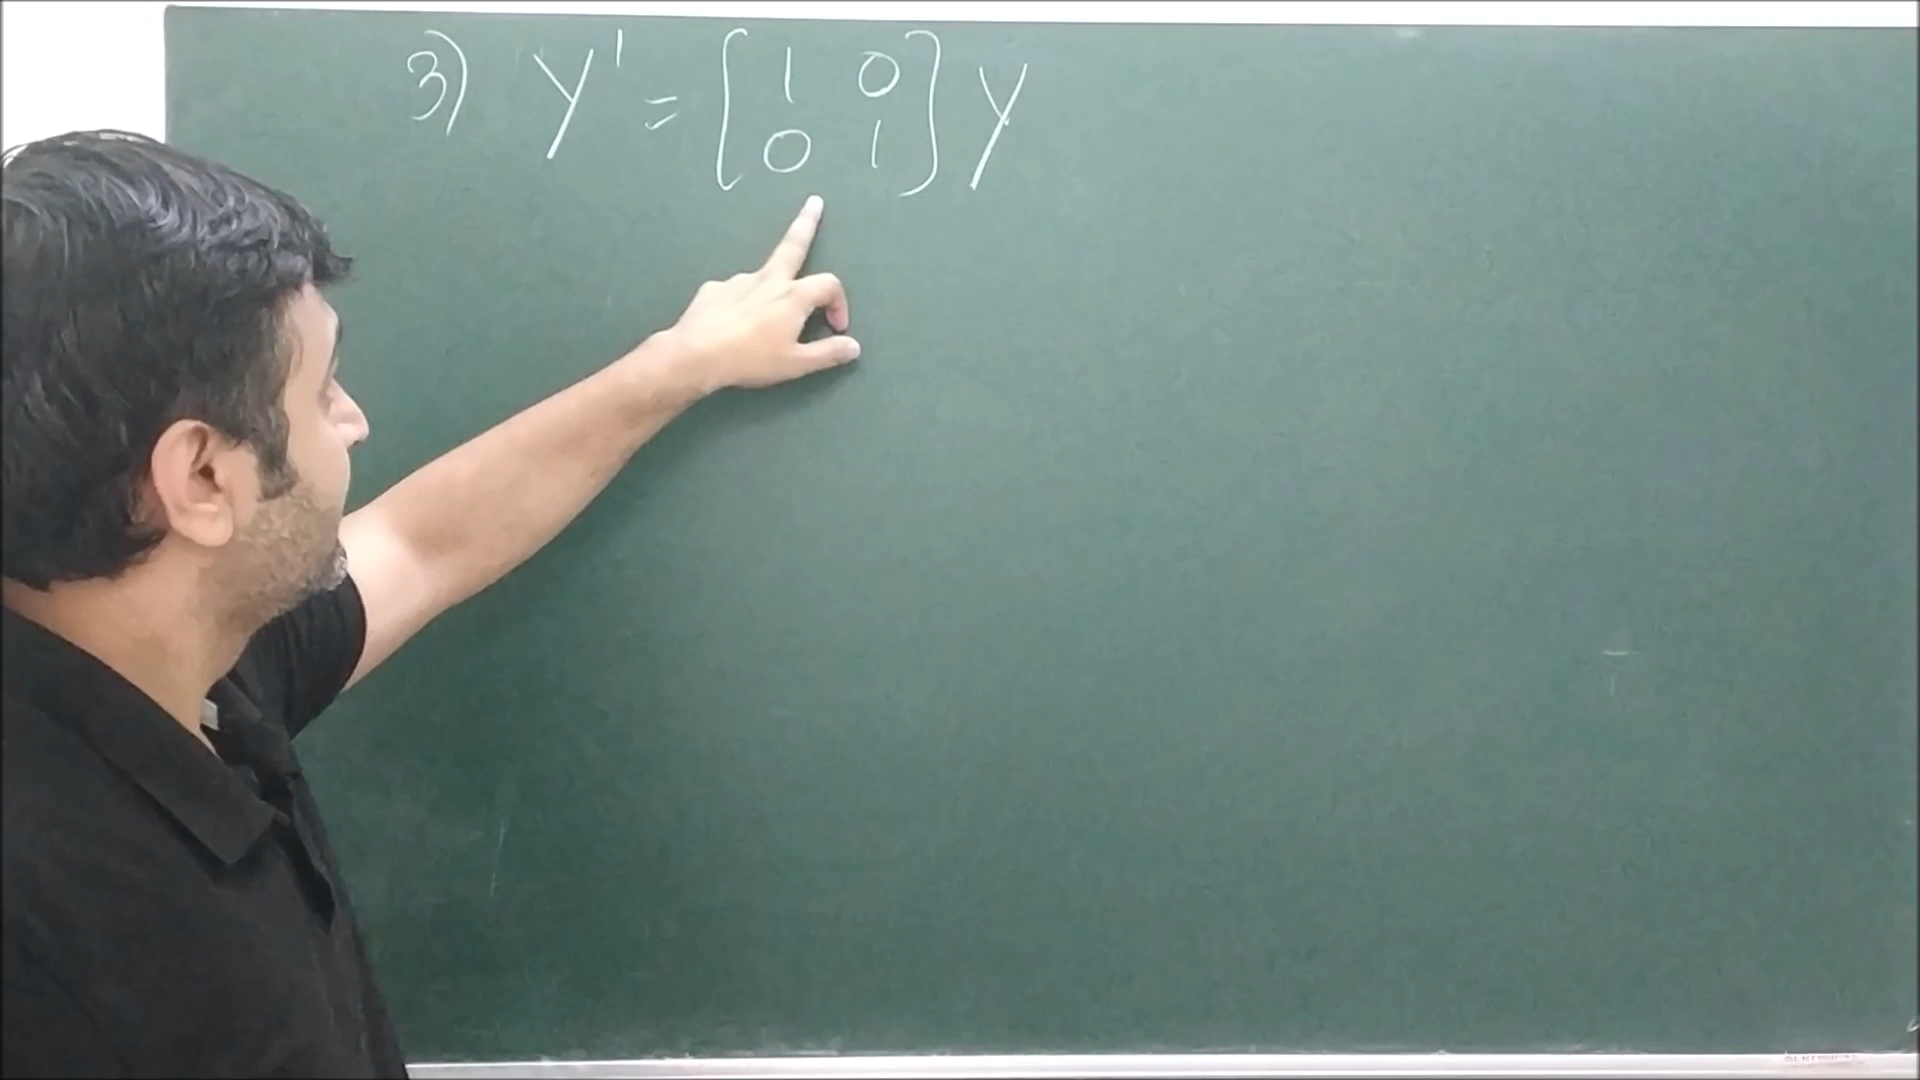 3) Y' = [1 0
0 1] Y